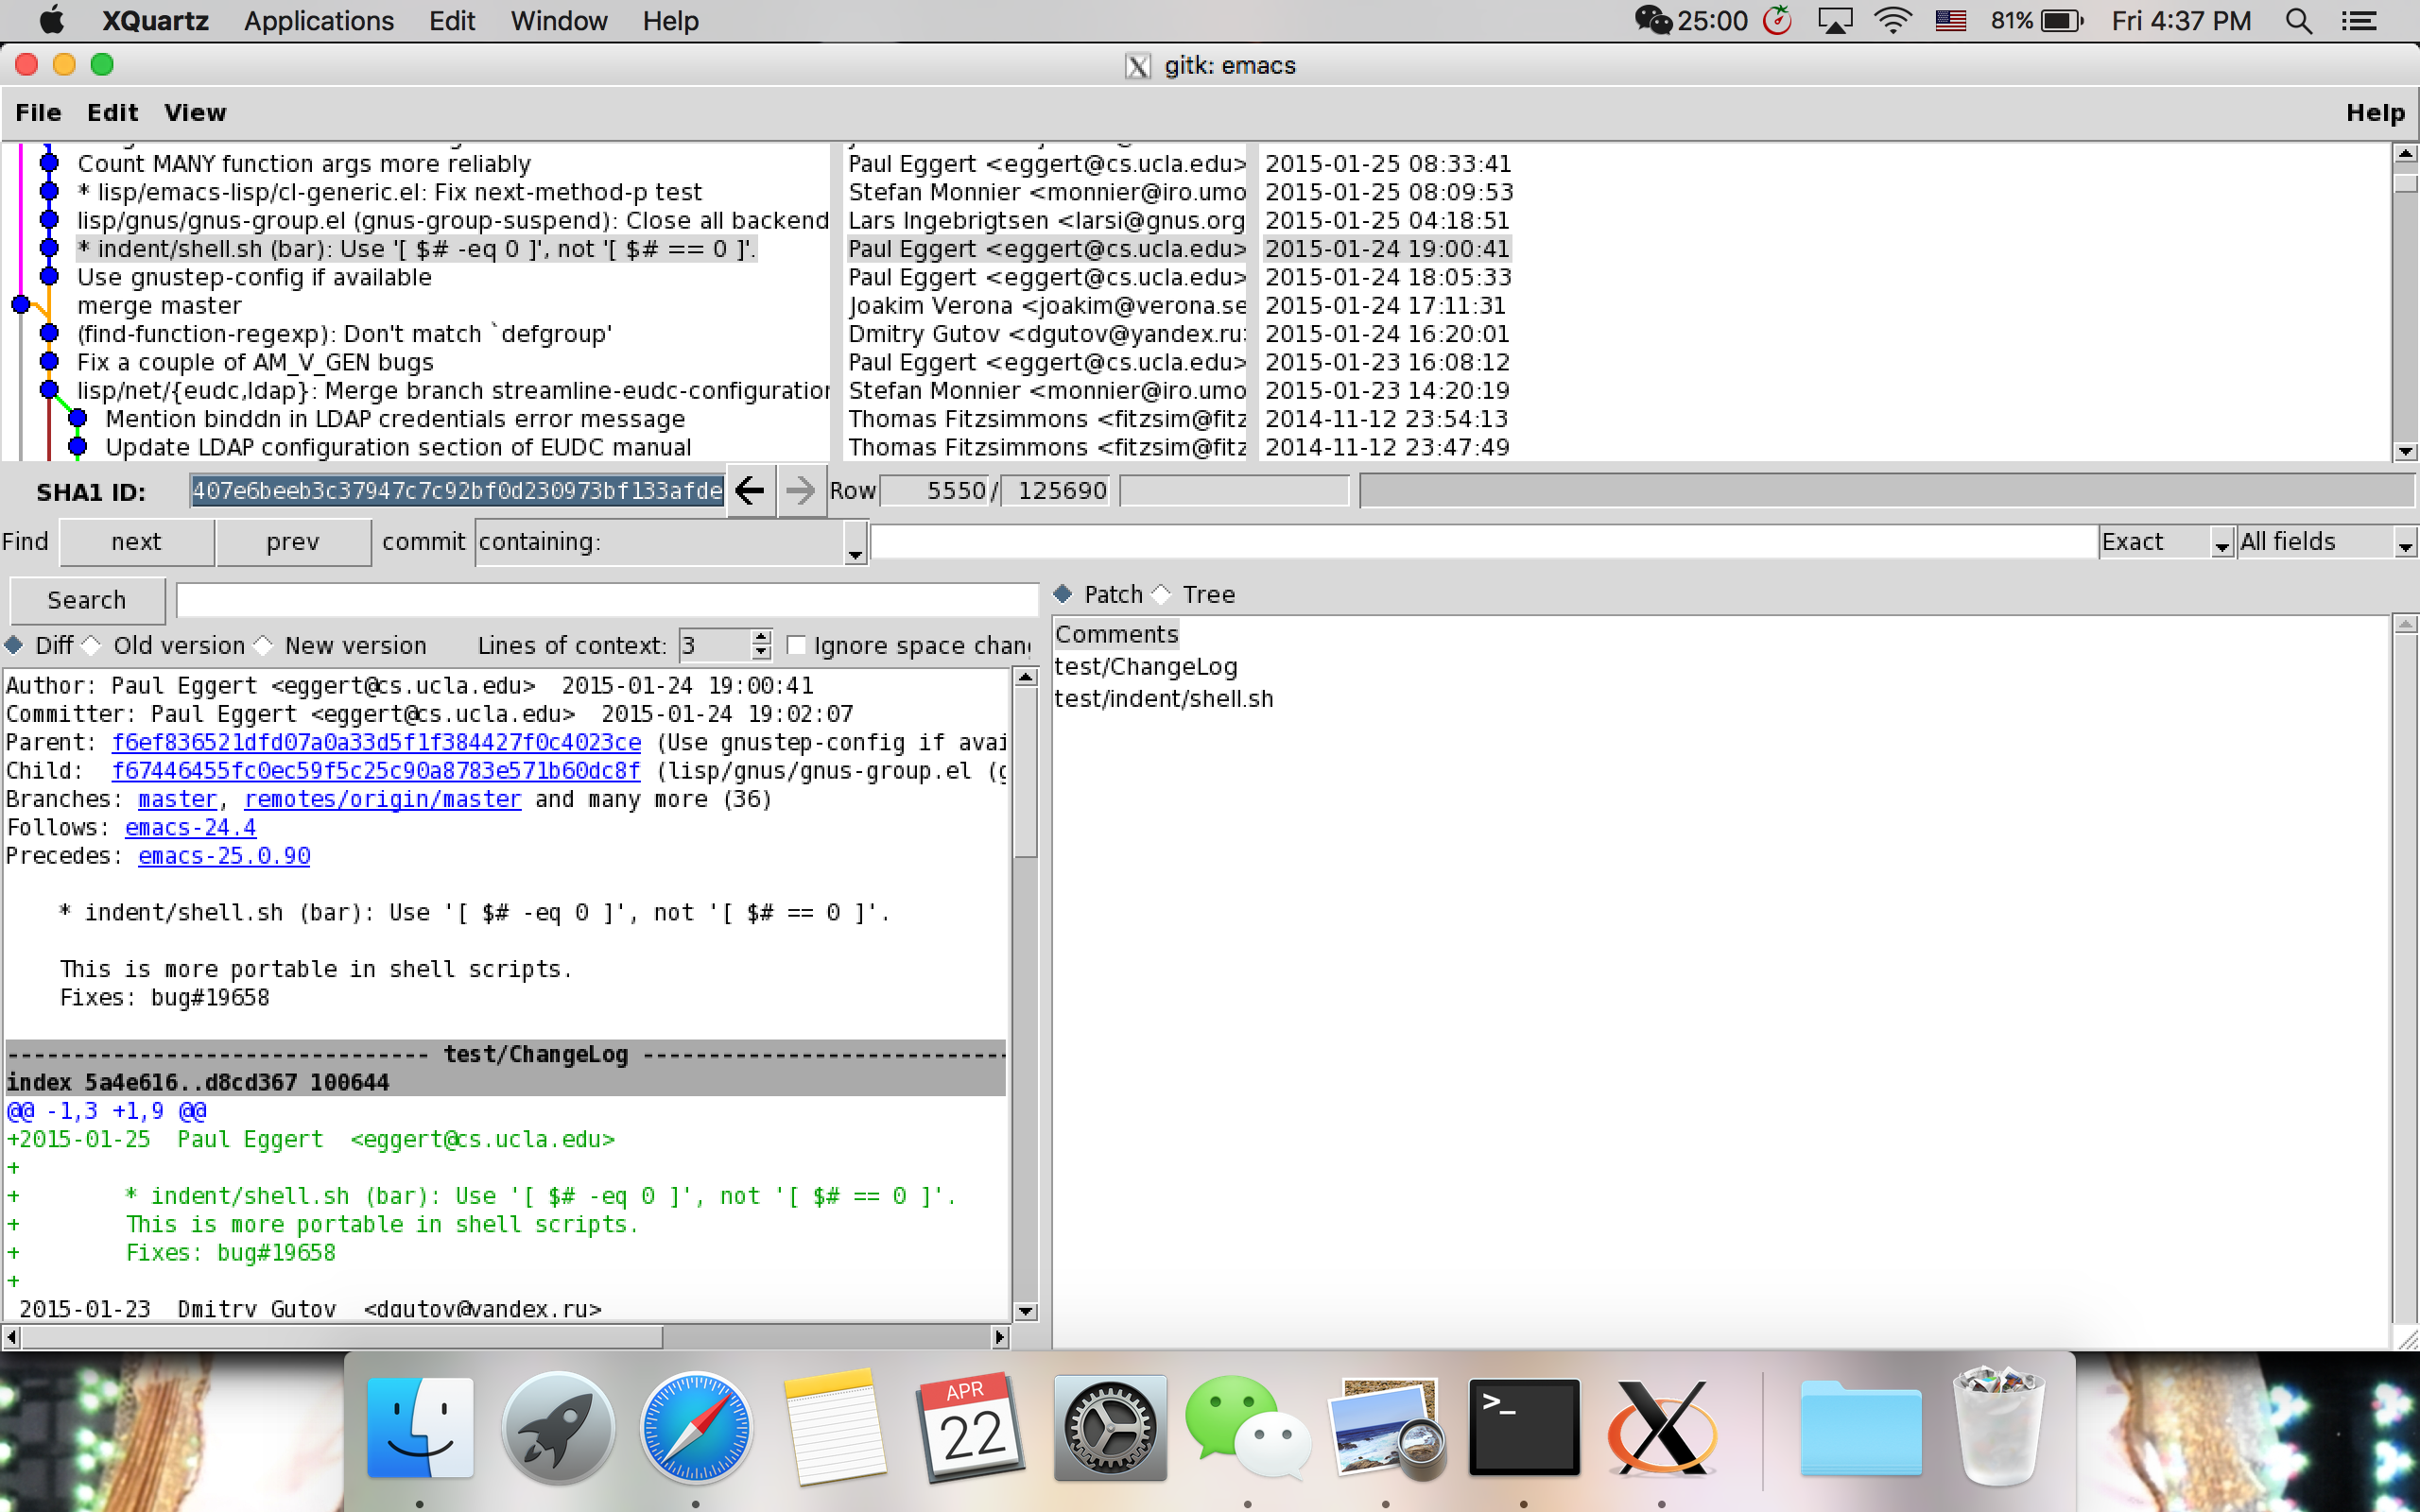 XQuartz Applications Edit Window Help 25:00 81% Fri 4:37 PM
gitk: emacs
File Edit View Help
Count MANY function args more reliably Paul Eggert <eggert@cs.ucla.edu> 2015-01-25 08:33:41
* lisp/emacs-lisp/cl-generic.el: Fix next-method-p test Stefan Monnier <monnier@iro.umo 2015-01-25 08:09:53
lisp/gnus/gnus-group.el (gnus-group-suspend): Close all backend Lars Ingebrigtsen <larsi@gnus.org 2015-01-25 04:18:51
* indent/shell.sh (bar): Use '[ $# -eq 0 ]', not '[ $# == 0 ]'. Paul Eggert <eggert@cs.ucla.edu> 2015-01-24 19:00:41
Use gnustep-config if available Paul Eggert <eggert@cs.ucla.edu> 2015-01-24 18:05:33
merge master Joakim Verona <joakim@verona.se 2015-01-24 17:11:31
(find-function-regexp): Don't match `defgroup' Dmitry Gutov <dgutov@yandex.ru> 2015-01-24 16:20:01
Fix a couple of AM_V_GEN bugs Paul Eggert <eggert@cs.ucla.edu> 2015-01-23 16:08:12
lisp/net/{eudc,ldap}: Merge branch streamline-eudc-configuration Stefan Monnier <monnier@iro.umo 2015-01-23 14:20:19
Mention binddn in LDAP credentials error message Thomas Fitzsimmons <fitzsim@fitz 2014-11-12 23:54:13
Update LDAP configuration section of EUDC manual Thomas Fitzsimmons <fitzsim@fitz 2014-11-12 23:47:49
SHA1 ID: 407e6beeb3c37947c7c92bf0d230973bf133afde Row 5550 / 125690
Find next prev commit containing: Exact All fields
Search
Patch Tree
Diff Old version New version Lines of context: 3 Ignore space chan
Comments
test/ChangeLog
test/indent/shell.sh
Author: Paul Eggert <eggert@cs.ucla.edu> 2015-01-24 19:00:41
Committer: Paul Eggert <eggert@cs.ucla.edu> 2015-01-24 19:02:07
Parent: f6ef836521dfd07a0a33d5f1f384427f0c4023ce (Use gnustep-config if avai
Child: f67446455fc0ec59f5c25c90a8783e571b60dc8f (lisp/gnus/gnus-group.el (g
Branches: master, remotes/origin/master and many more (36)
Follows: emacs-24.4
Precedes: emacs-25.0.90
* indent/shell.sh (bar): Use '[ $# -eq 0 ]', not '[ $# == 0 ]'.
This is more portable in shell scripts.
Fixes: bug#19658
-------------------------------- test/ChangeLog ----------------------------
index 5a4e616..d8cd367 100644
@@ -1,3 +1,9 @@
+2015-01-25 Paul Eggert <eggert@cs.ucla.edu>
+
+ * indent/shell.sh (bar): Use '[ $# -eq 0 ]', not '[ $# == 0 ]'.
+ This is more portable in shell scripts.
+ Fixes: bug#19658
+
2015-01-23 Dmitry Gutov <dgutov@yandex.ru>
APR
22
>_